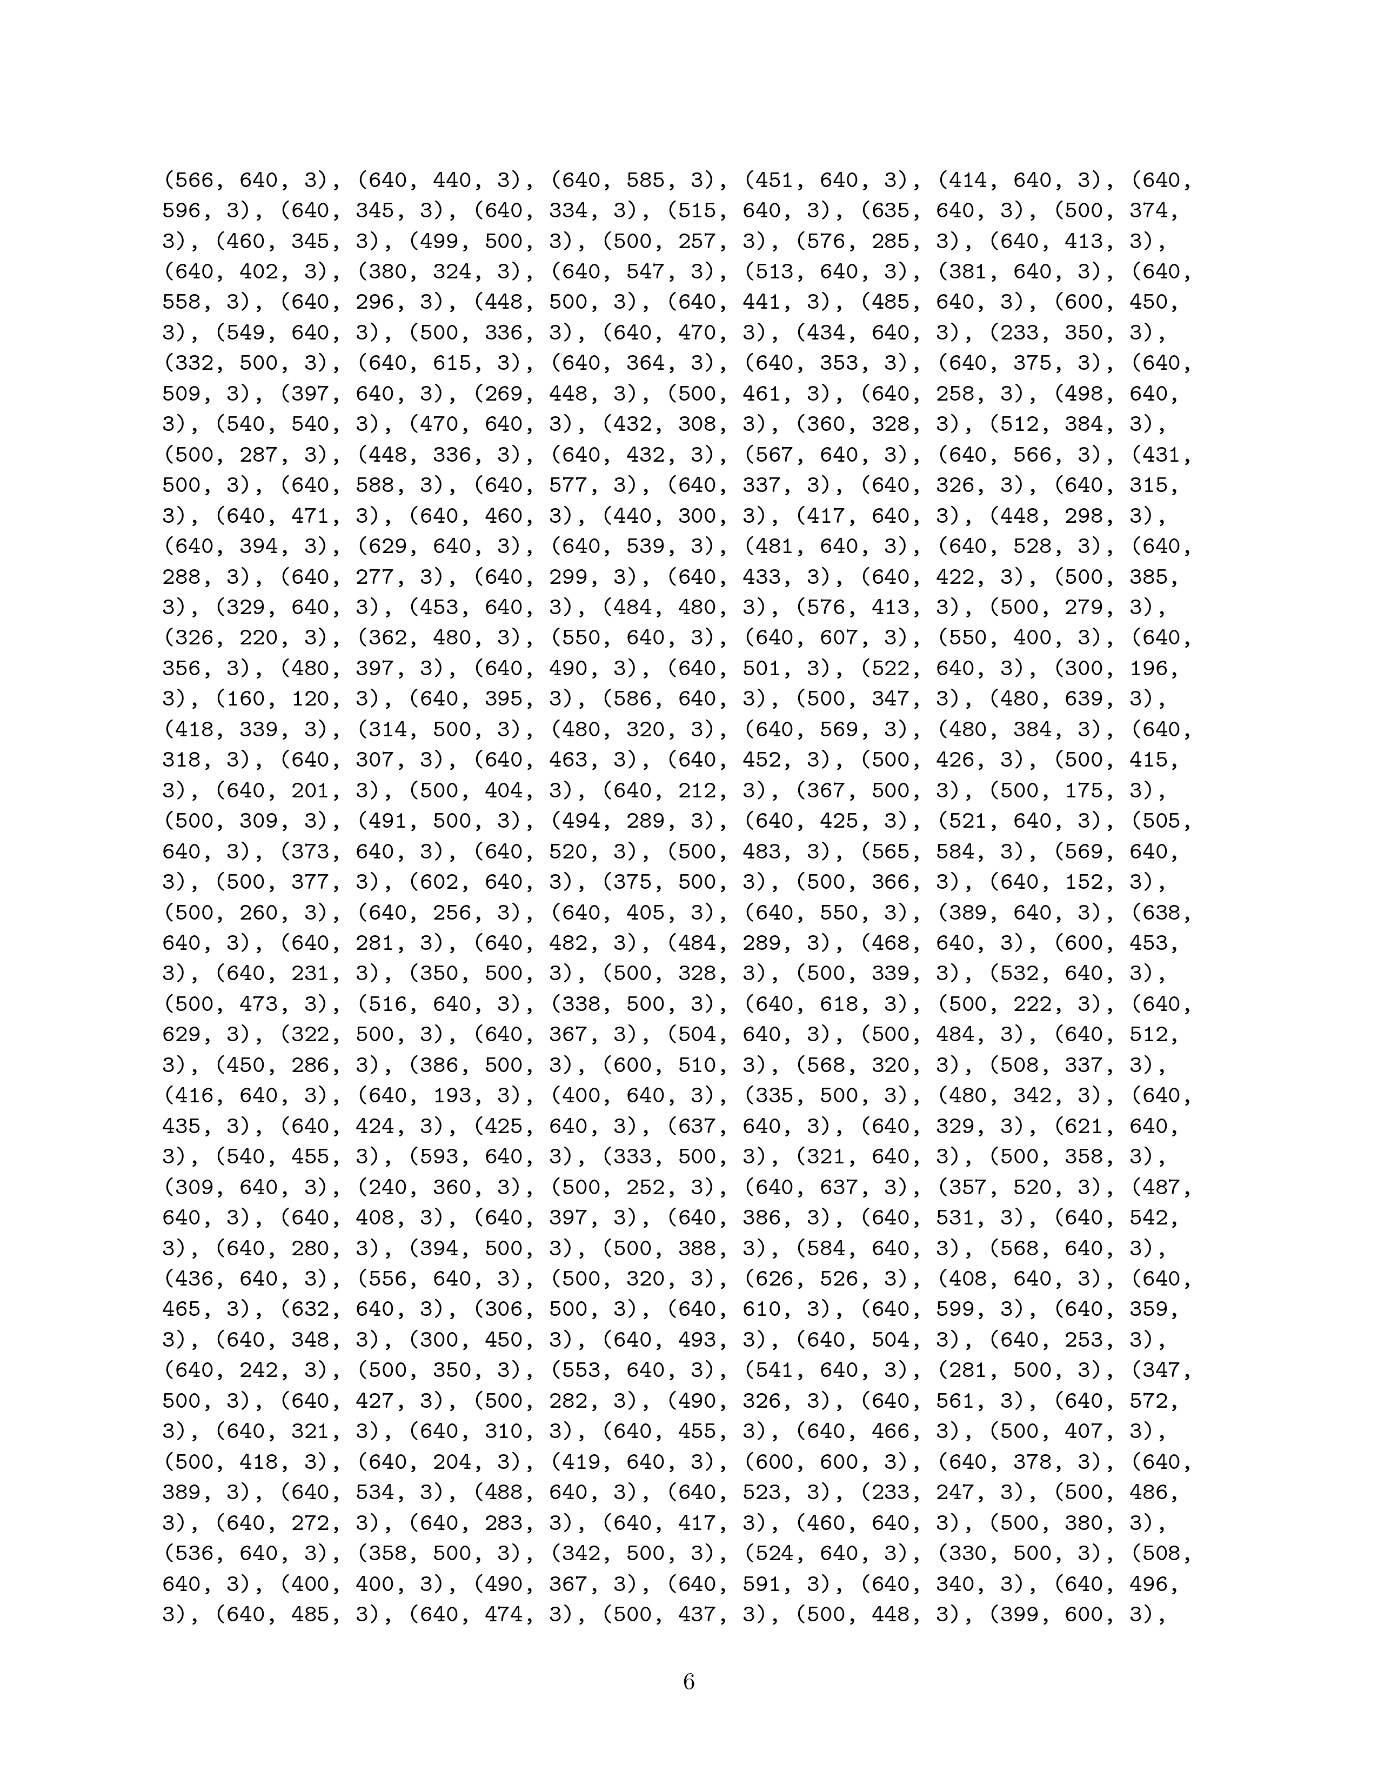 (566, 640, 3), (640, 440, 3), (640, 585, 3), (451, 640, 3), (414, 640, 3), (640,
596, 3), (640, 345, 3), (640, 334, 3), (515, 640, 3), (635, 640, 3), (500, 374,
3), (460, 345, 3), (499, 500, 3), (500, 257, 3), (576, 285, 3), (640, 413, 3),
(640, 402, 3), (380, 324, 3), (640, 547, 3), (513, 640, 3), (381, 640, 3), (640,
558, 3), (640, 296, 3), (448, 500, 3), (640, 441, 3), (485, 640, 3), (600, 450,
3), (549, 640, 3), (500, 336, 3), (640, 470, 3), (434, 640, 3), (233, 350, 3),
(332, 500, 3), (640, 615, 3), (640, 364, 3), (640, 353, 3), (640, 375, 3), (640,
509, 3), (397, 640, 3), (269, 448, 3), (500, 461, 3), (640, 258, 3), (498, 640,
3), (540, 540, 3), (470, 640, 3), (432, 308, 3), (360, 328, 3), (512, 384, 3),
(500, 287, 3), (448, 336, 3), (640, 432, 3), (567, 640, 3), (640, 566, 3), (431,
500, 3), (640, 588, 3), (640, 577, 3), (640, 337, 3), (640, 326, 3), (640, 315,
3), (640, 471, 3), (640, 460, 3), (440, 300, 3), (417, 640, 3), (448, 298, 3),
(640, 394, 3), (629, 640, 3), (640, 539, 3), (481, 640, 3), (640, 528, 3), (640,
288, 3), (640, 277, 3), (640, 299, 3), (640, 433, 3), (640, 422, 3), (500, 385,
3), (329, 640, 3), (453, 640, 3), (484, 480, 3), (576, 413, 3), (500, 279, 3),
(326, 220, 3), (362, 480, 3), (550, 640, 3), (640, 607, 3), (550, 400, 3), (640,
356, 3), (480, 397, 3), (640, 490, 3), (640, 501, 3), (522, 640, 3), (300, 196,
3), (160, 120, 3), (640, 395, 3), (586, 640, 3), (500, 347, 3), (480, 639, 3),
(418, 339, 3), (314, 500, 3), (480, 320, 3), (640, 569, 3), (480, 384, 3), (640,
318, 3), (640, 307, 3), (640, 463, 3), (640, 452, 3), (500, 426, 3), (500, 415,
3), (640, 201, 3), (500, 404, 3), (640, 212, 3), (367, 500, 3), (500, 175, 3),
(500, 309, 3), (491, 500, 3), (494, 289, 3), (640, 425, 3), (521, 640, 3), (505,
640, 3), (373, 640, 3), (640, 520, 3), (500, 483, 3), (565, 584, 3), (569, 640,
3), (500, 377, 3), (602, 640, 3), (375, 500, 3), (500, 366, 3), (640, 152, 3),
(500, 260, 3), (640, 256, 3), (640, 405, 3), (640, 550, 3), (389, 640, 3), (638,
640, 3), (640, 281, 3), (640, 482, 3), (484, 289, 3), (468, 640, 3), (600, 453,
3), (640, 231, 3), (350, 500, 3), (500, 328, 3), (500, 339, 3), (532, 640, 3),
(500, 473, 3), (516, 640, 3), (338, 500, 3), (640, 618, 3), (500, 222, 3), (640,
629, 3), (322, 500, 3), (640, 367, 3), (504, 640, 3), (500, 484, 3), (640, 512,
3), (450, 286, 3), (386, 500, 3), (600, 510, 3), (568, 320, 3), (508, 337, 3),
(416, 640, 3), (640, 193, 3), (400, 640, 3), (335, 500, 3), (480, 342, 3), (640,
435, 3), (640, 424, 3), (425, 640, 3), (637, 640, 3), (640, 329, 3), (621, 640,
3), (540, 455, 3), (593, 640, 3), (333, 500, 3), (321, 640, 3), (500, 358, 3),
(309, 640, 3), (240, 360, 3), (500, 252, 3), (640, 637, 3), (357, 520, 3), (487,
640, 3), (640, 408, 3), (640, 397, 3), (640, 386, 3), (640, 531, 3), (640, 542,
3), (640, 280, 3), (394, 500, 3), (500, 388, 3), (584, 640, 3), (568, 640, 3),
(436, 640, 3), (556, 640, 3), (500, 320, 3), (626, 526, 3), (408, 640, 3), (640,
465, 3), (632, 640, 3), (306, 500, 3), (640, 610, 3), (640, 599, 3), (640, 359,
3), (640, 348, 3), (300, 450, 3), (640, 493, 3), (640, 504, 3), (640, 253, 3),
(640, 242, 3), (500, 350, 3), (553, 640, 3), (541, 640, 3), (281, 500, 3), (347,
500, 3), (640, 427, 3), (500, 282, 3), (490, 326, 3), (640, 561, 3), (640, 572,
3), (640, 321, 3), (640, 310, 3), (640, 455, 3), (640, 466, 3), (500, 407, 3),
(500, 418, 3), (640, 204, 3), (419, 640, 3), (600, 600, 3), (640, 378, 3), (640,
389, 3), (640, 534, 3), (488, 640, 3), (640, 523, 3), (233, 247, 3), (500, 486,
3), (640, 272, 3), (640, 283, 3), (640, 417, 3), (460, 640, 3), (500, 380, 3),
(536, 640, 3), (358, 500, 3), (342, 500, 3), (524, 640, 3), (330, 500, 3), (508,
640, 3), (400, 400, 3), (490, 367, 3), (640, 591, 3), (640, 340, 3), (640, 496,
3), (640, 485, 3), (640, 474, 3), (500, 437, 3), (500, 448, 3), (399, 600, 3),
6